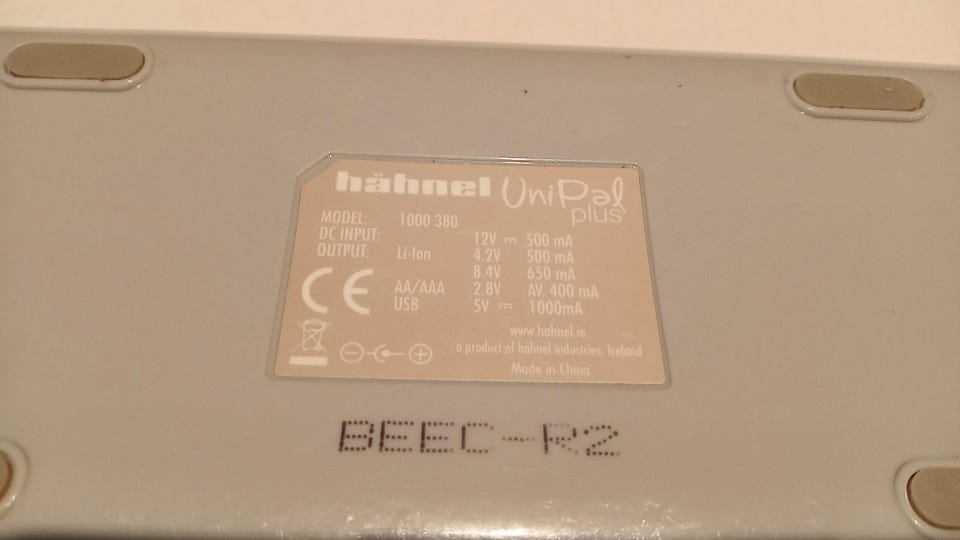 hähnel UniPal plus
MODEL: 1000 380
DC INPUT: 12V ⎓ 500 mA
OUTPUT: Li-Ion 4.2V 500 mA
8.4V 650 mA
AA/AAA 2.8V AV, 400 mA
USB 5V ⎓ 1000mA
CE
www.hahnel.ie
a product of hahnel industries, Ireland
Made in China
BEEC-R2